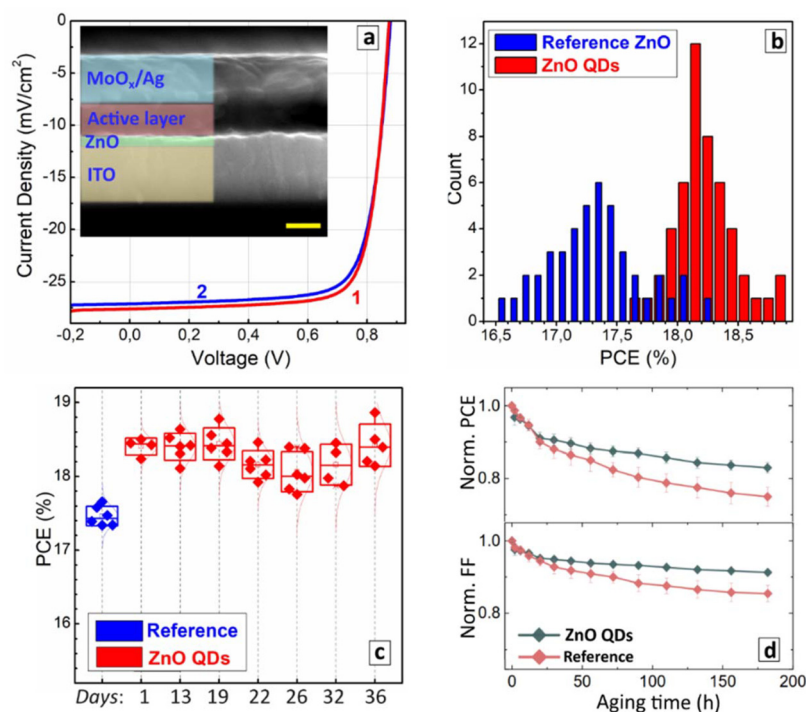 a
0
-5
-10
-15
-20
-25
Current Density (mV/cm²)
MoOₓ/Ag
Active layer
ZnO
ITO
2
1
-0,2 0,0 0,2 0,4 0,6 0,8
Voltage (V)
b
Reference ZnO
ZnO QDs
12
10
8
6
4
2
0
Count
16,5 17,0 17,5 18,0 18,5
PCE (%)
19
18
17
16
PCE (%)
Reference
ZnO QDs
c
Days: 1 13 19 22 26 32 36
1.0
0.8
Norm. PCE
1.0
0.8
Norm. FF
ZnO QDs
Reference
d
0 50 100 150 200
Aging time (h)